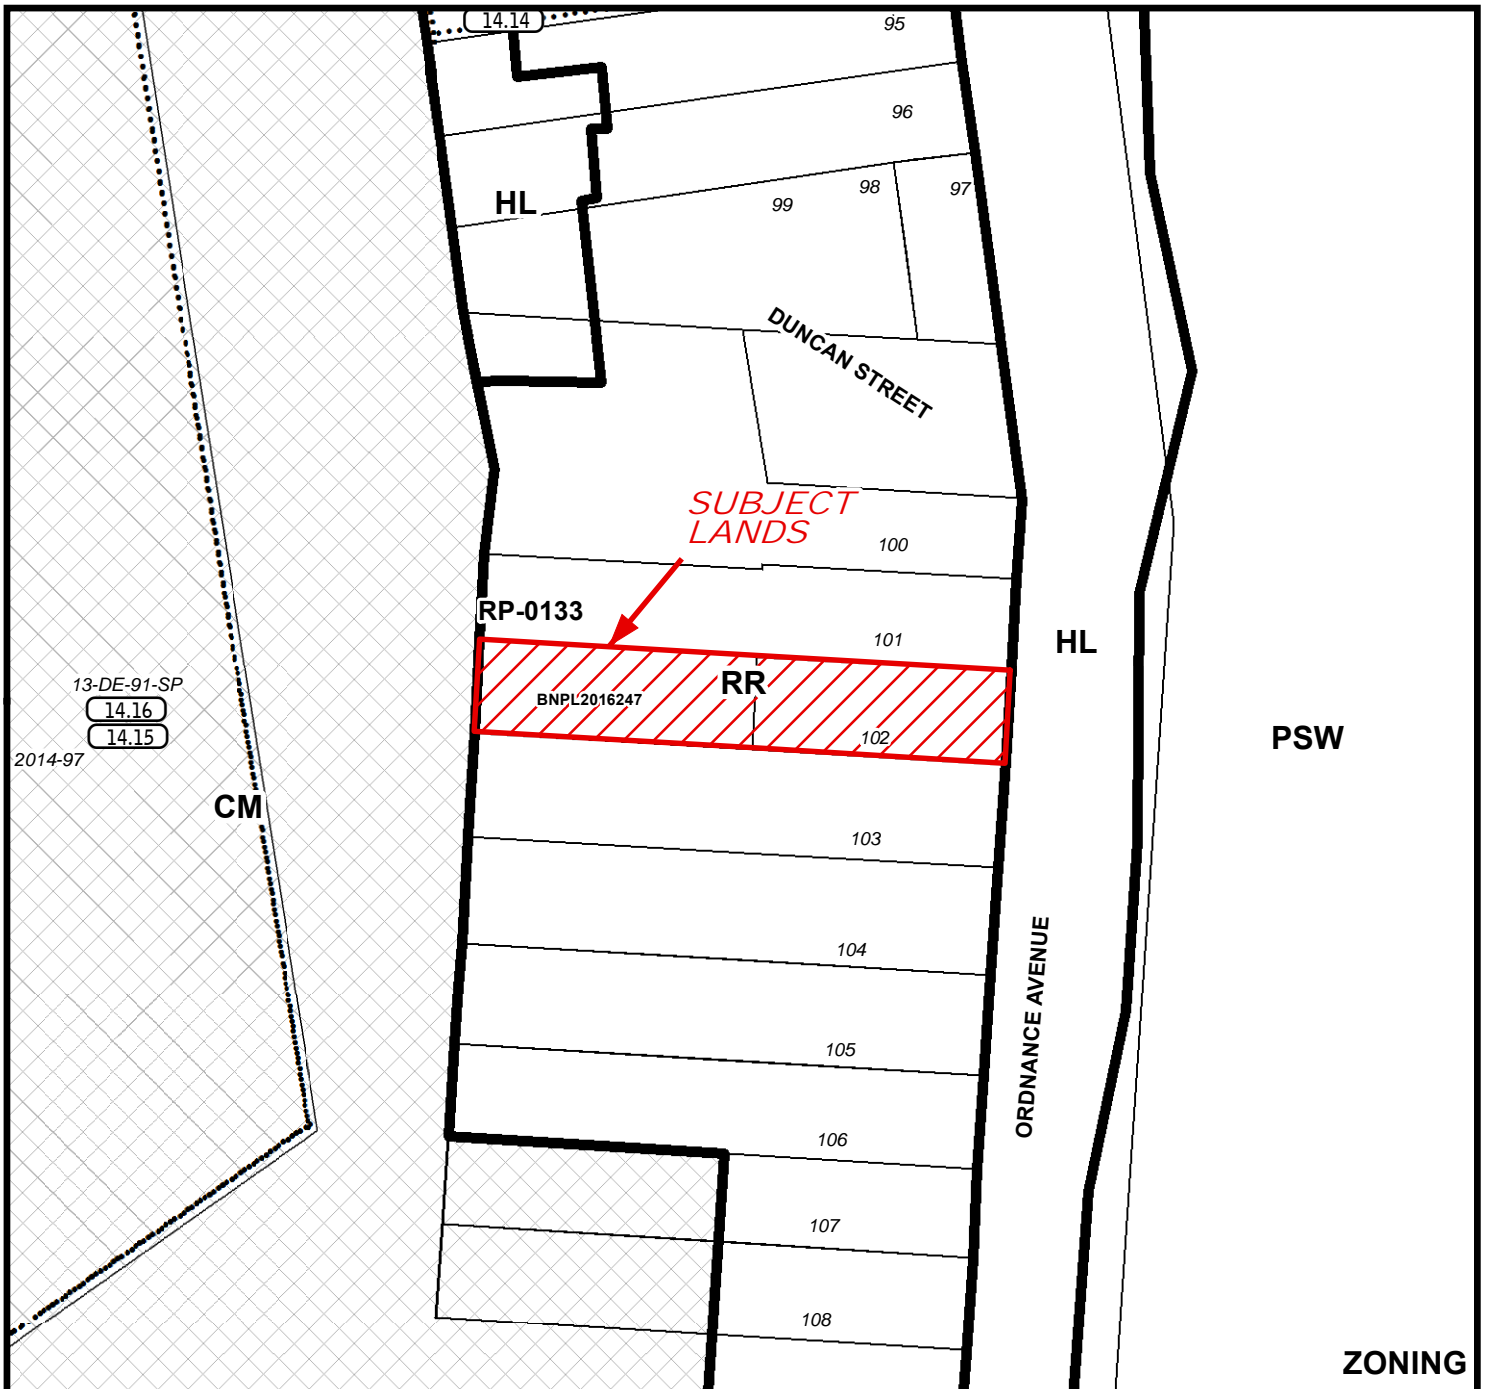 14.14
95
96
HL
98
97
99
DUNCAN STREET
SUBJECT
LANDS
100
RP-0133
101
HL
RR
BNPL2016247
102
13-DE-91-SP
14.16
14.15
2014-97
PSW
CM
103
104
ORDNANCE AVENUE
105
106
107
108
ZONING